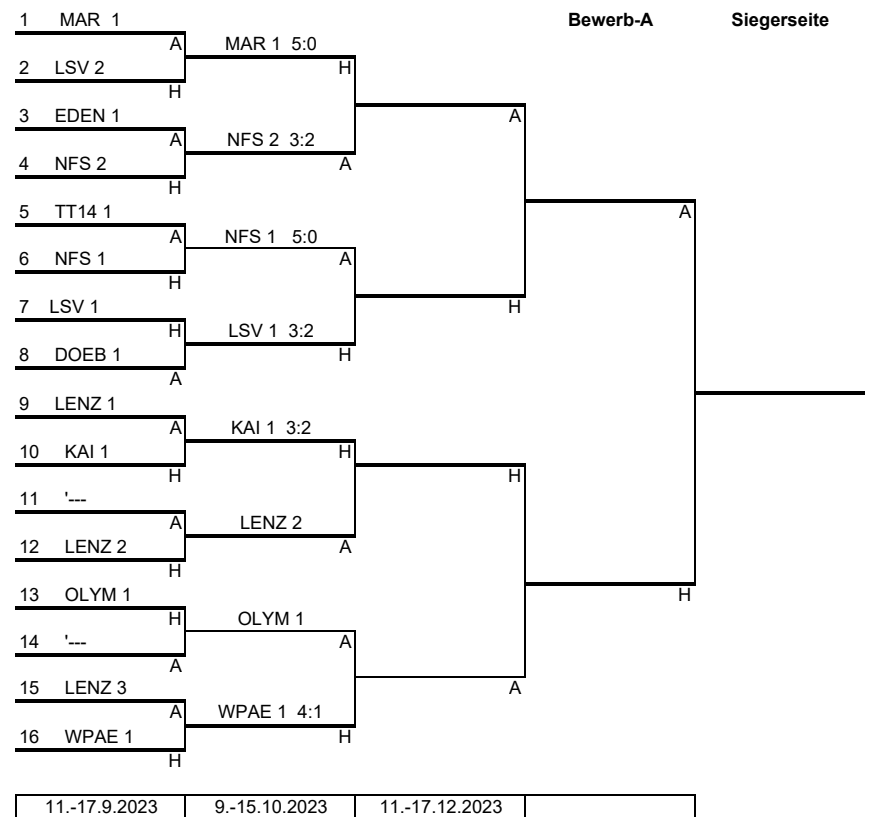 1 MAR 1 Bewerb-A Siegerseite
A MAR 1 5:0
2 LSV 2 H
H
3 EDEN 1 A
A NFS 2 3:2
4 NFS 2 A
H
5 TT14 1 A
A NFS 1 5:0
6 NFS 1 A
H
7 LSV 1 H
H LSV 1 3:2
8 DOEB 1 H
A
9 LENZ 1
A KAI 1 3:2
10 KAI 1 H
H H
11 '---
A LENZ 2
12 LENZ 2 A
H
13 OLYM 1 H
H OLYM 1
14 '--- A
A
15 LENZ 3 A
A WPAE 1 4:1
16 WPAE 1 H
H
11.-17.9.2023 9.-15.10.2023 11.-17.12.2023